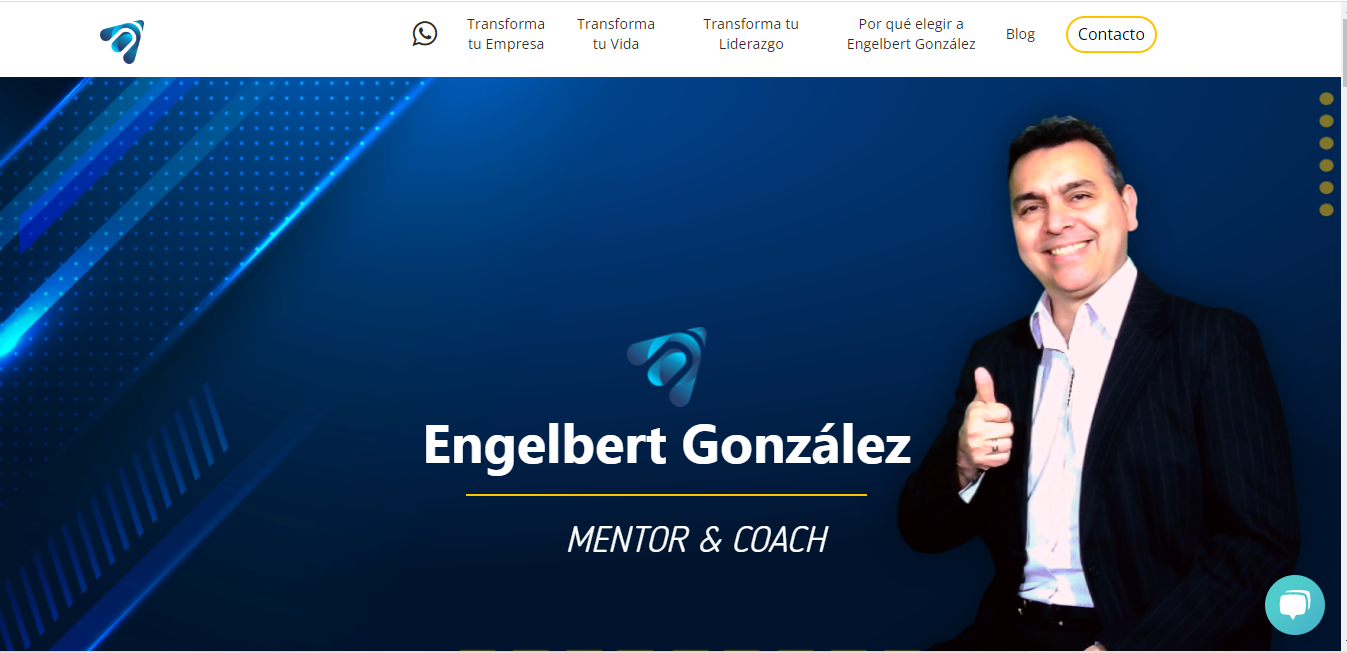 Transforma
tu Empresa
Transforma
tu Vida
Transforma tu
Liderazgo
Por qué elegir a
Engelbert González
Blog
Contacto
Engelbert González
MENTOR & COACH